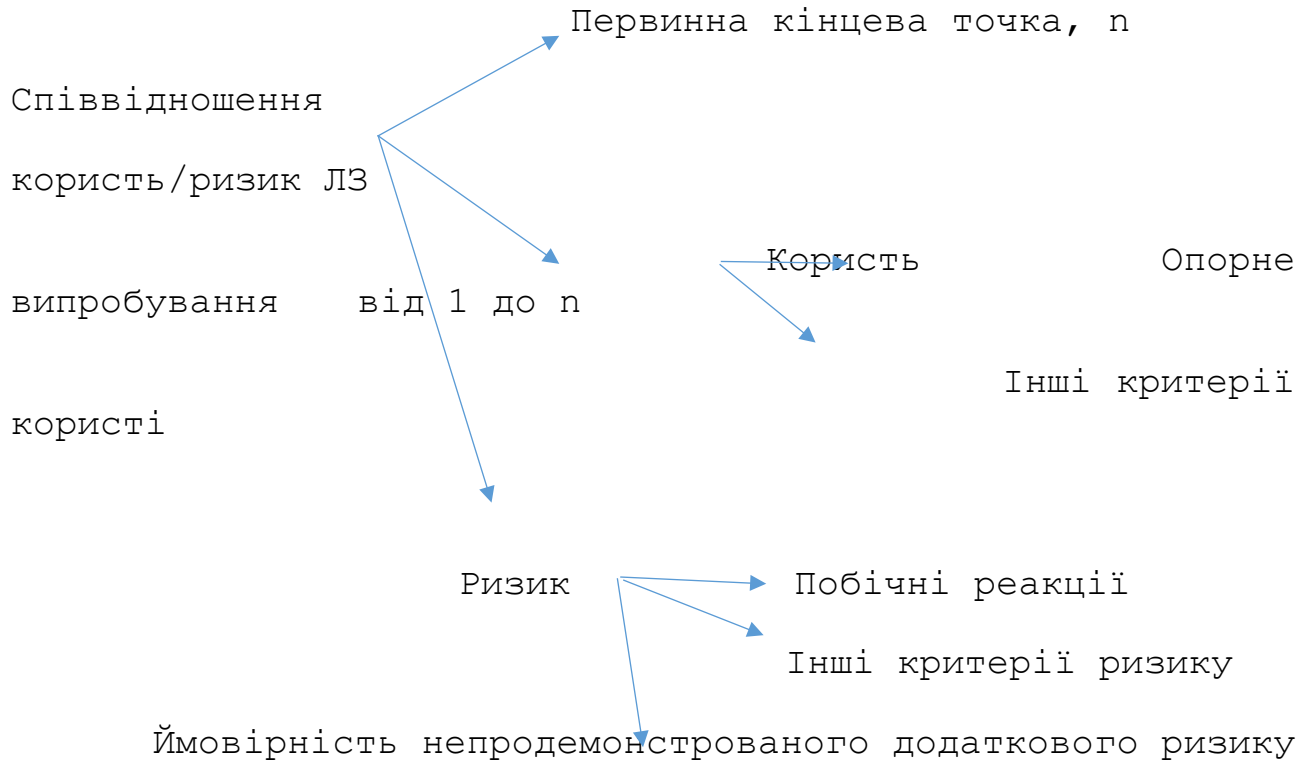 Первинна кінцева точка, n
Співвідношення
користь/ризик ЛЗ
Користь Опорне
випробування від 1 до n
Інші критерії
користі
Ризик Побічні реакції
Інші критерії ризику
Ймовірність непродемонстрованого додаткового ризику